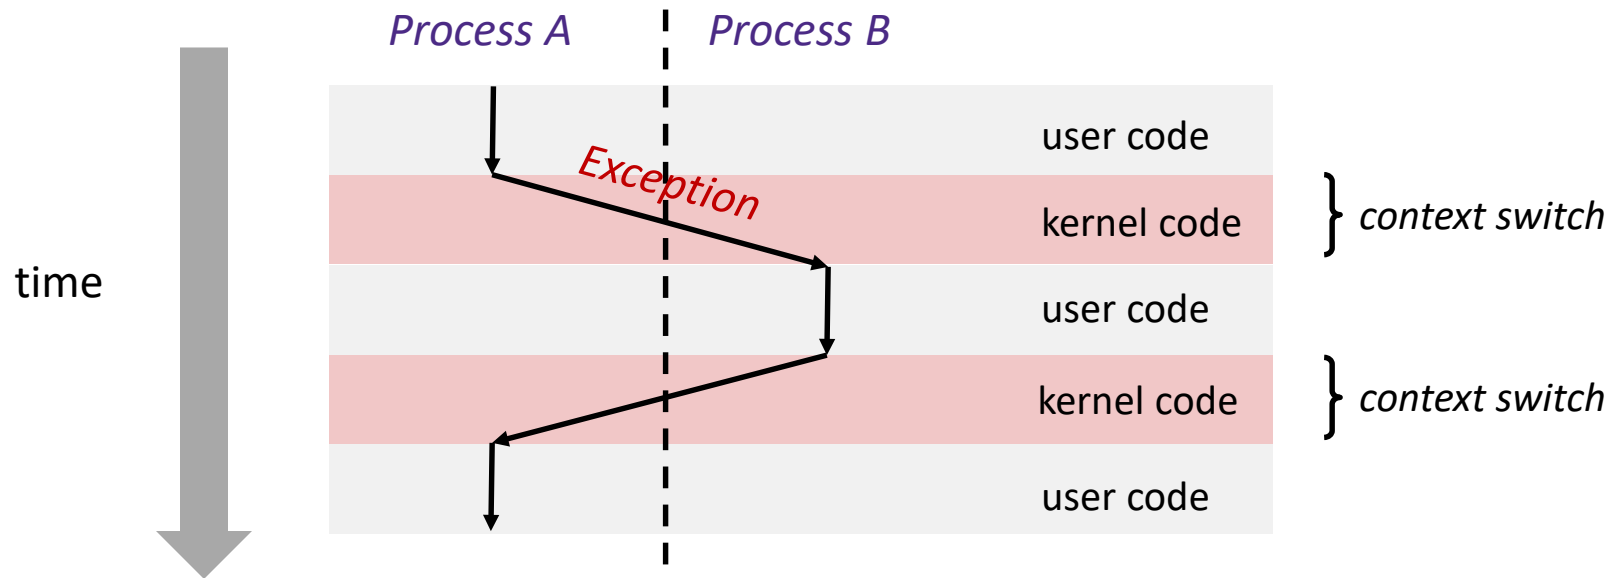 Process A
Process B
user code
Exception
kernel code
context switch
time
user code
kernel code
context switch
user code